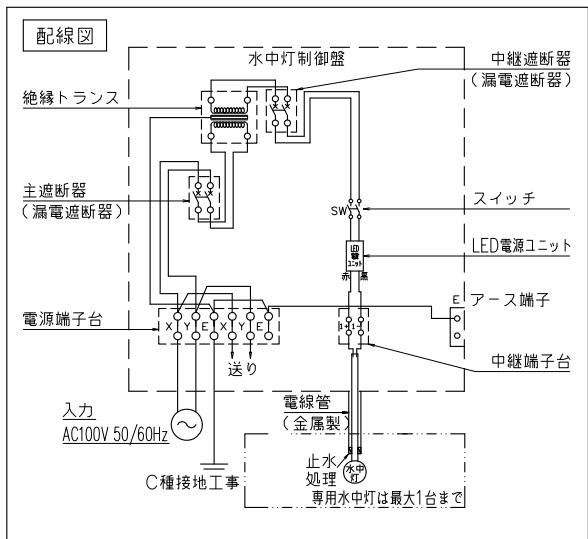 配線図
水中灯制御盤
中継遮断器
(漏電遮断器)
絶縁トランス
主遮断器
(漏電遮断器)
SW
スイッチ
LED電源ユニット
赤 黒
電源端子台
X Y E X Y E
1+ 1-
E
アース端子
中継端子台
送り
入力
AC100V 50/60Hz
C種接地工事
電線管
(金属製)
止水
処理
水中
灯
専用水中灯は最大1台まで